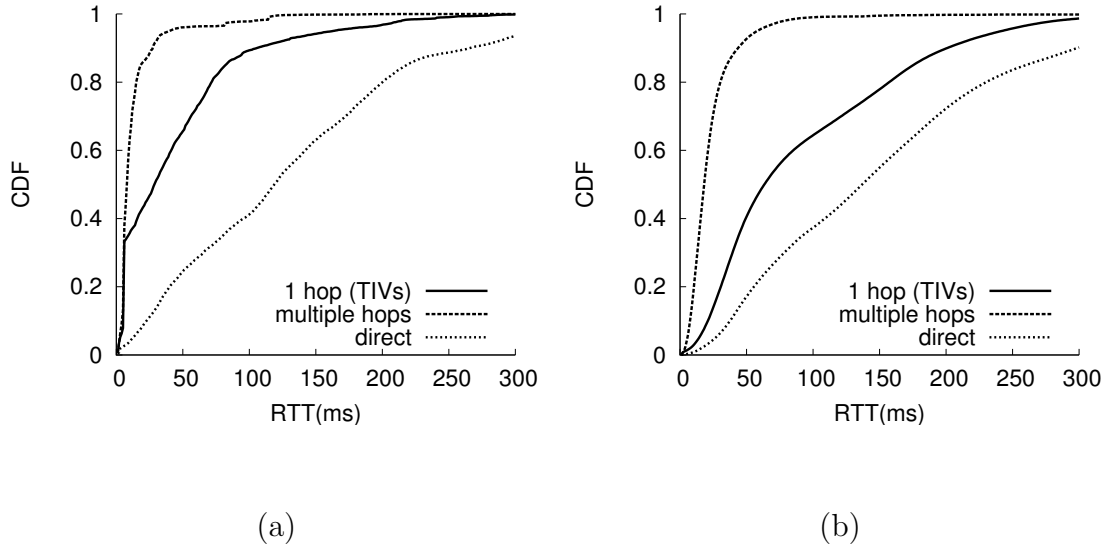 1
0.8
0.6
0.4
0.2
0
CDF
0 50 100 150 200 250 300
RTT(ms)
1 hop (TIVs)
multiple hops
direct
(a)
1
0.8
0.6
0.4
0.2
0
CDF
0 50 100 150 200 250 300
RTT(ms)
1 hop (TIVs)
multiple hops
direct
(b)